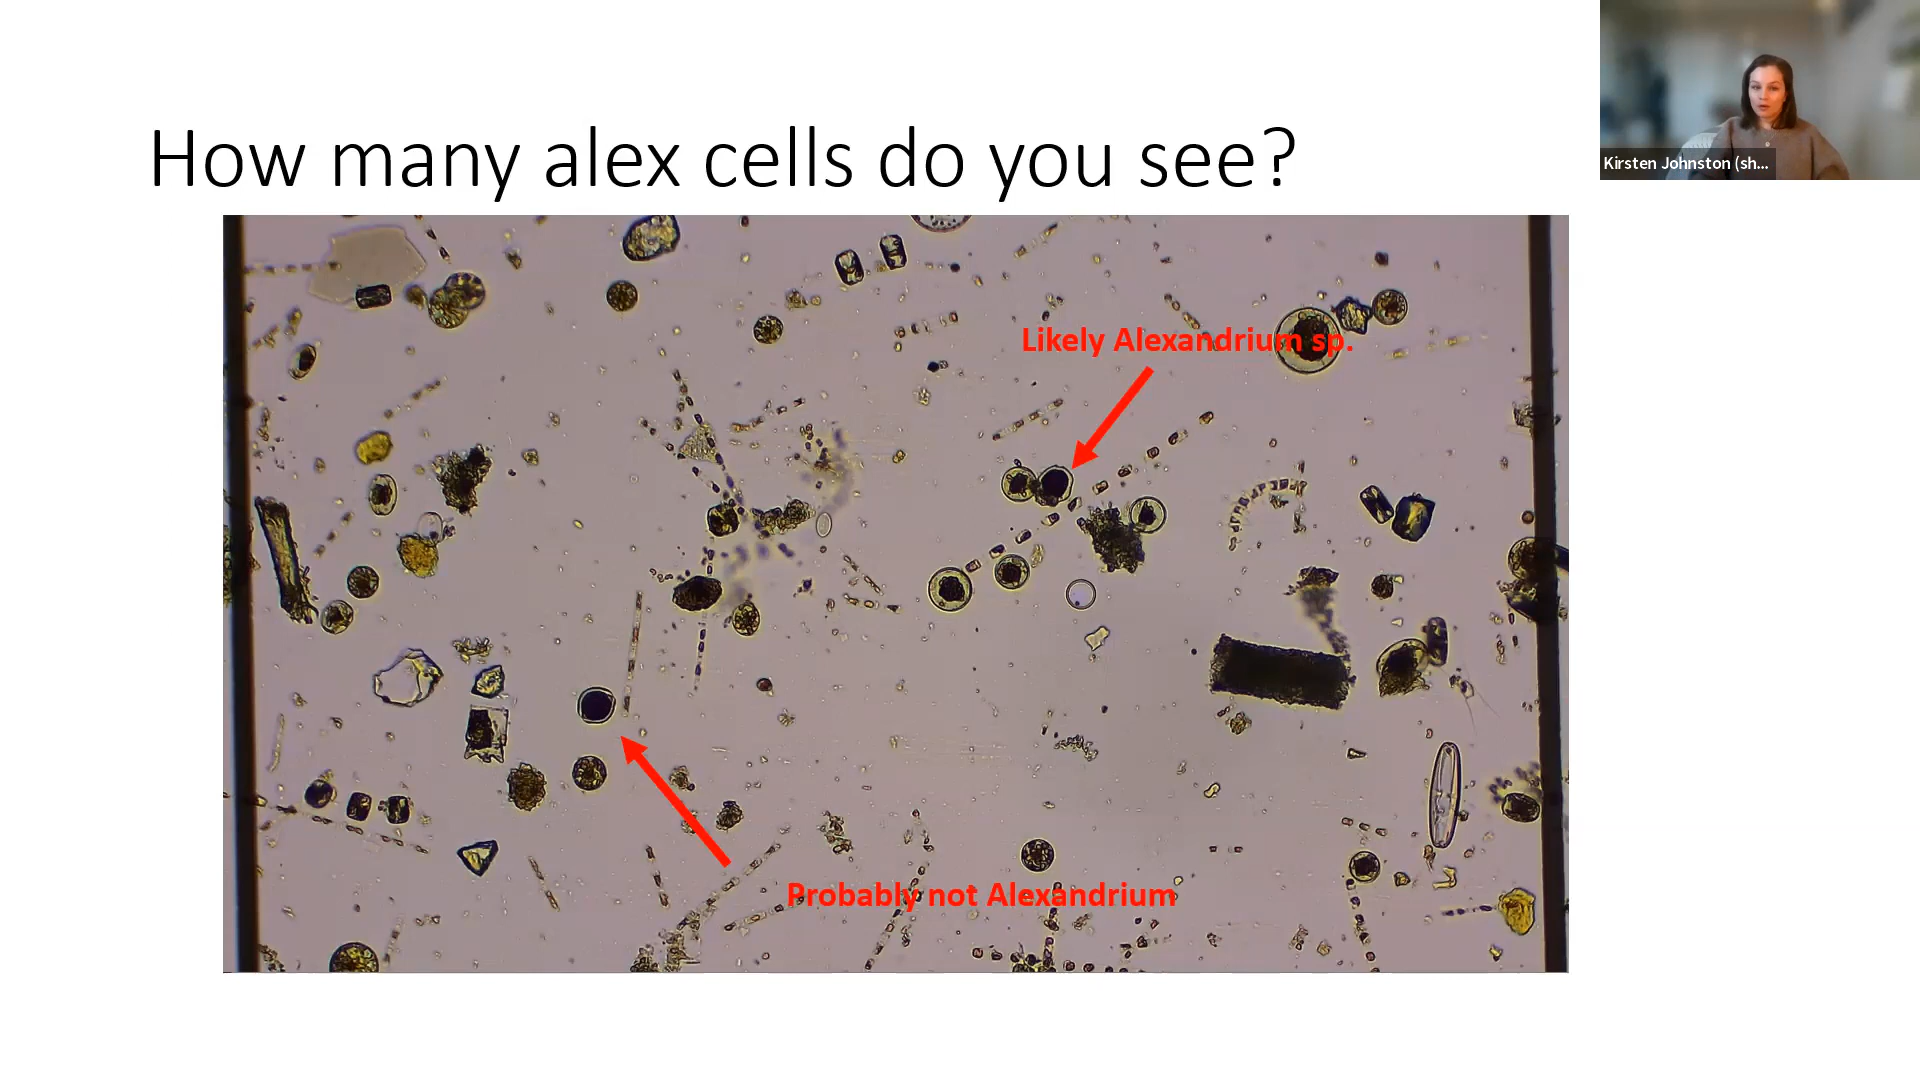 How many alex cells do you see?
Kirsten Johnston (sh...
Likely Alexandrium sp.
Probably not Alexandrium